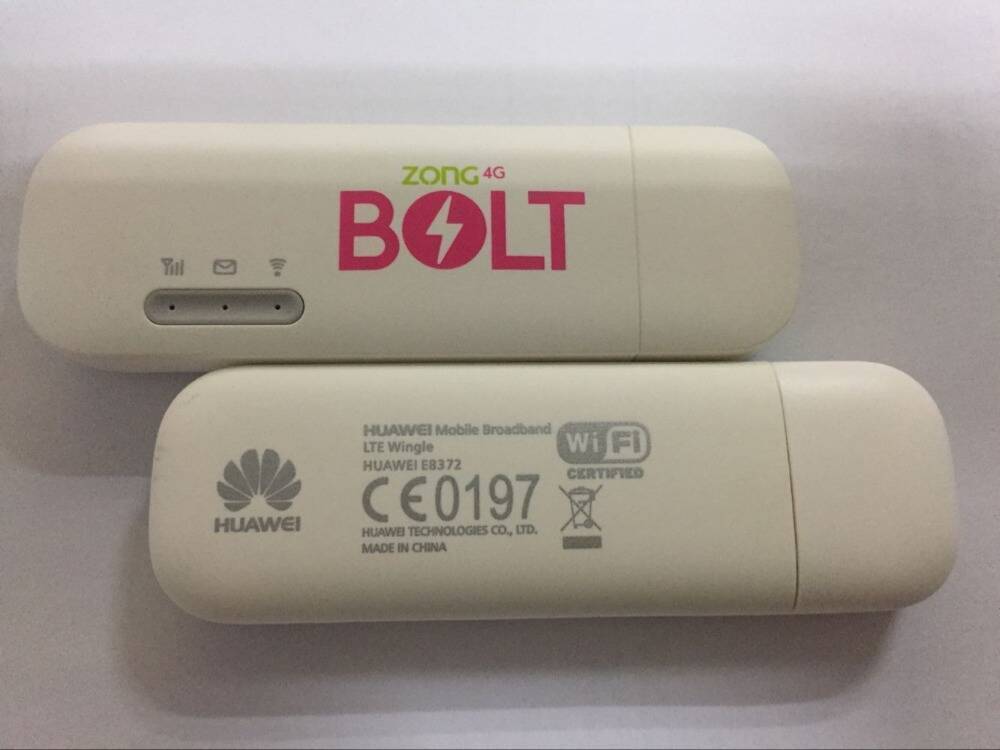 ZONG 4G
BOLT
HUAWEI Mobile Broadband
LTE Wingle
HUAWEI E8372
CE0197
HUAWEI TECHNOLOGIES CO., LTD.
MADE IN CHINA
Wi Fi
CERTIFIED
HUAWEI